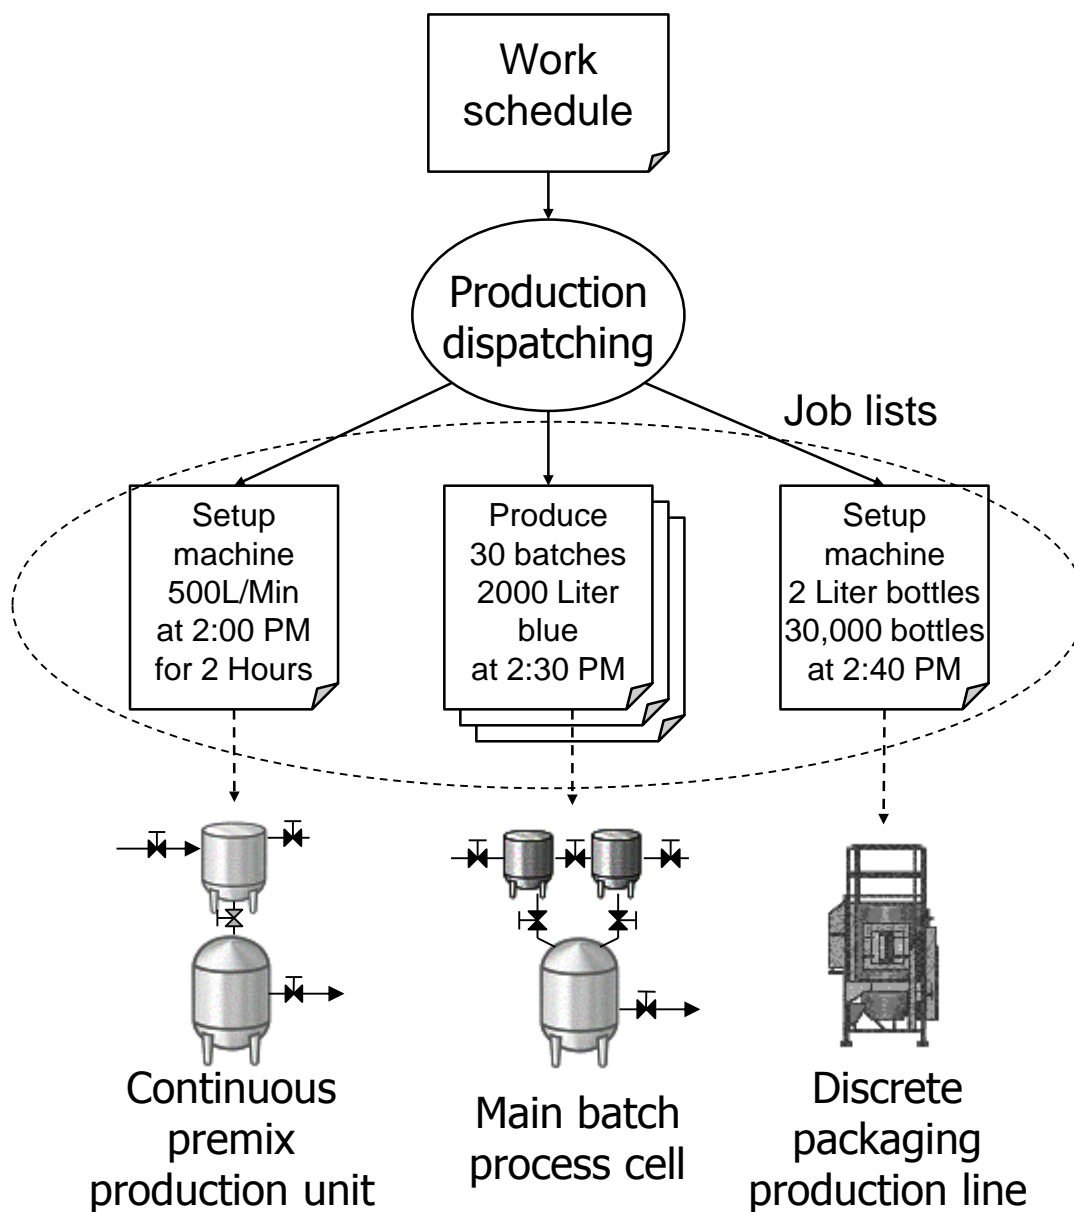 Work
schedule
Production
dispatching
Job lists
Setup
machine
500L/Min
at 2:00 PM
for 2 Hours
Produce
30 batches
2000 Liter
blue
at 2:30 PM
Setup
machine
2 Liter bottles
30,000 bottles
at 2:40 PM
Continuous
premix
production unit
Main batch
process cell
Discrete
packaging
production line